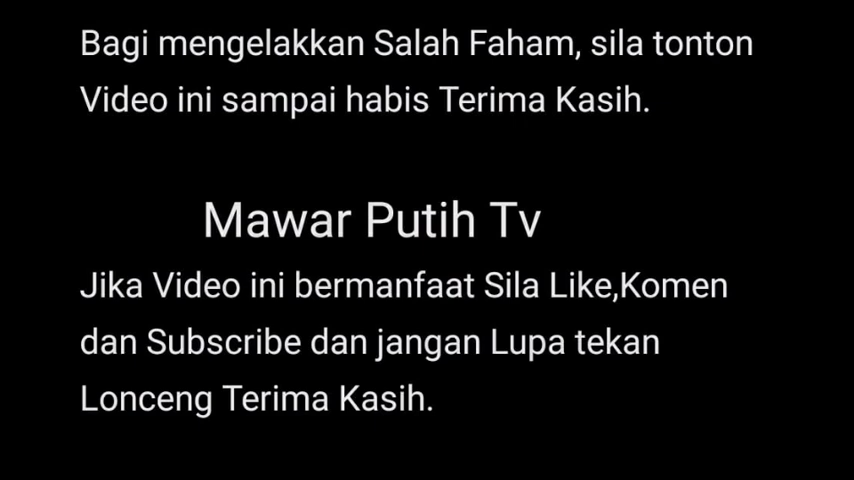 Bagi mengelakkan Salah Faham, sila tonton
Video ini sampai habis Terima Kasih.
Mawar Putih Tv
Jika Video ini bermanfaat Sila Like,Komen
dan Subscribe dan jangan Lupa tekan
Lonceng Terima Kasih.